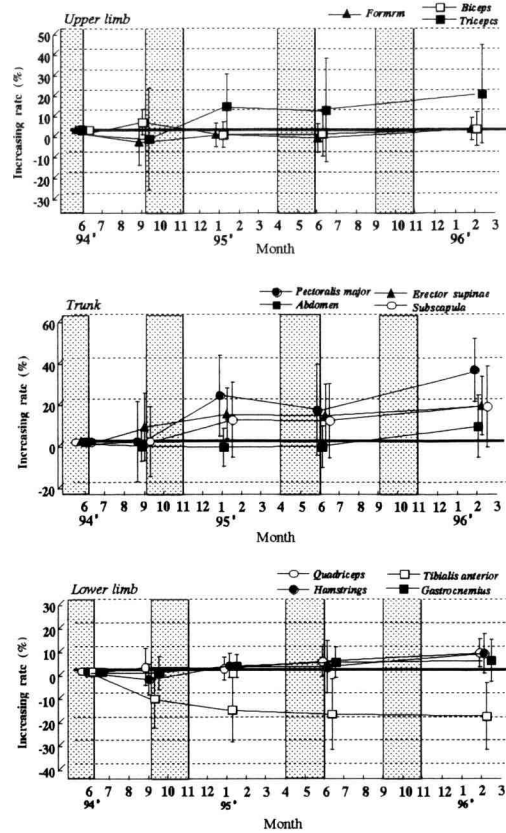 Upper limb
Formrm
Biceps
Tricepcs
Increasing rate (%)
50
40
30
20
10
0
-10
-20
-30
6 7 8 9 10 11 12 1 2 3 4 5 6 7 8 9 10 11 12 1 2 3
94' 95' 96'
Month
Trunk
Pectoralis major
Erector supinae
Abdomen
Subscapula
Increasing rate (%)
60
40
20
0
-20
6 7 8 9 10 11 12 1 2 3 4 5 6 7 8 9 10 11 12 1 2 3
94' 95' 96'
Month
Lower limb
Quadriceps
Tibialis anterior
Hamstrings
Gastrocnemius
Increasing rate (%)
30
20
10
0
-10
-20
-30
-40
6 7 8 9 10 11 12 1 2 3 4 5 6 7 8 9 10 11 12 1 2 3
94' 95' 96'
Month